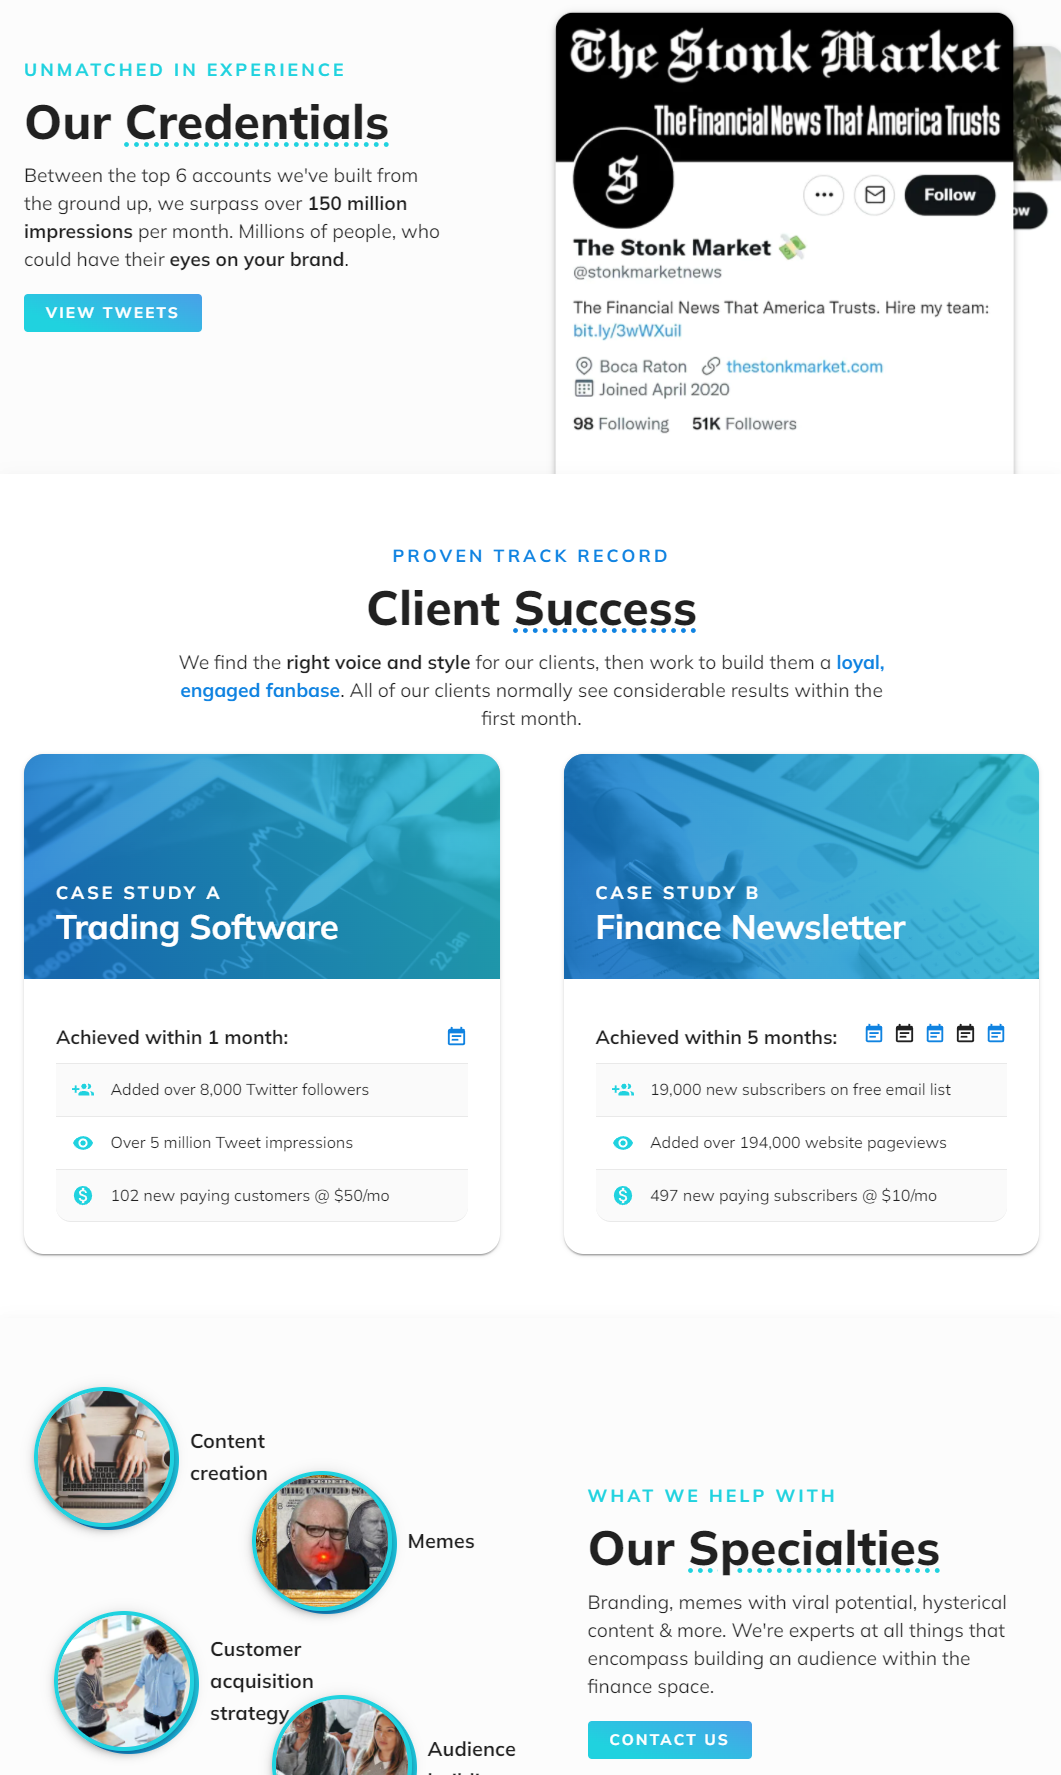 UNMATCHED IN EXPERIENCE
Our Credentials
Between the top 6 accounts we've built from
the ground up, we surpass over 150 million
impressions per month. Millions of people, who
could have their eyes on your brand.
VIEW TWEETS
The Stonk Market
The Financial News That America Trusts
S
Follow
ow
The Stonk Market 💸
@stonkmarketnews
The Financial News That America Trusts. Hire my team:
bit.ly/3wWXuil
Boca Raton thestonkmarket.com
Joined April 2020
98 Following 51K Followers
PROVEN TRACK RECORD
Client Success
We find the right voice and style for our clients, then work to build them a loyal,
engaged fanbase. All of our clients normally see considerable results within the
first month.
CASE STUDY A
Trading Software
22 Jan
Achieved within 1 month:
Added over 8,000 Twitter followers
Over 5 million Tweet impressions
102 new paying customers @ $50/mo
CASE STUDY B
Finance Newsletter
Achieved within 5 months:
19,000 new subscribers on free email list
Added over 194,000 website pageviews
497 new paying subscribers @ $10/mo
Content
creation
Memes
Customer
acquisition
strategy
Audience
WHAT WE HELP WITH
Our Specialties
Branding, memes with viral potential, hysterical
content & more. We're experts at all things that
encompass building an audience within the
finance space.
CONTACT US